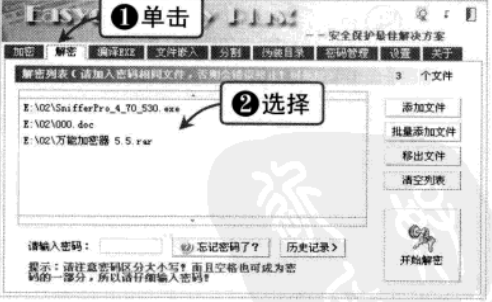 ❶单击
——安全保护最佳解决方案
加密 解密 编译EXE 文件嵌入 分割 伪装目录 密码管理 设置 关于
解密列表(请加入密码相同文件,
3 个文件
❷选择
E:\02\SnifferPro_4_70_530.exe
E:\02\000.doc
E:\02\万能加密器 5.5.rar
添加文件
批量添加文件
移出文件
清空列表
请输入密码:
忘记密码了?
历史记录>
开始解密
提示:请注意密码区分大小写!而且空格也可成为密
码的一部分,所以请仔细输入密码!